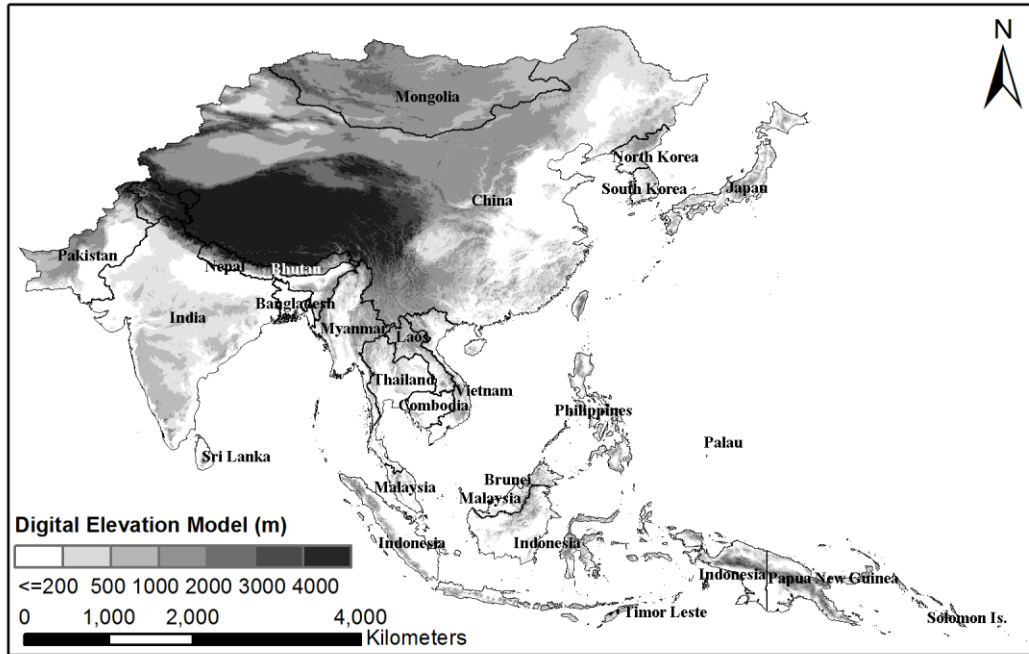 N
Mongolia
North Korea
South Korea
Japan
China
Pakistan
Nepal
Bhutan
Bangladesh
India
Myanmar
Laos
Thailand
Vietnam
Combodia
Philippines
Sri Lanka
Palau
Malaysia
Brunei
Malaysia
Digital Elevation Model (m)
Indonesia
Indonesia
Indonesia
Papua New Guinea
<=200 500 1000 2000 3000 4000
Timor Leste
Solomon Is.
0 1,000 2,000 4,000
Kilometers